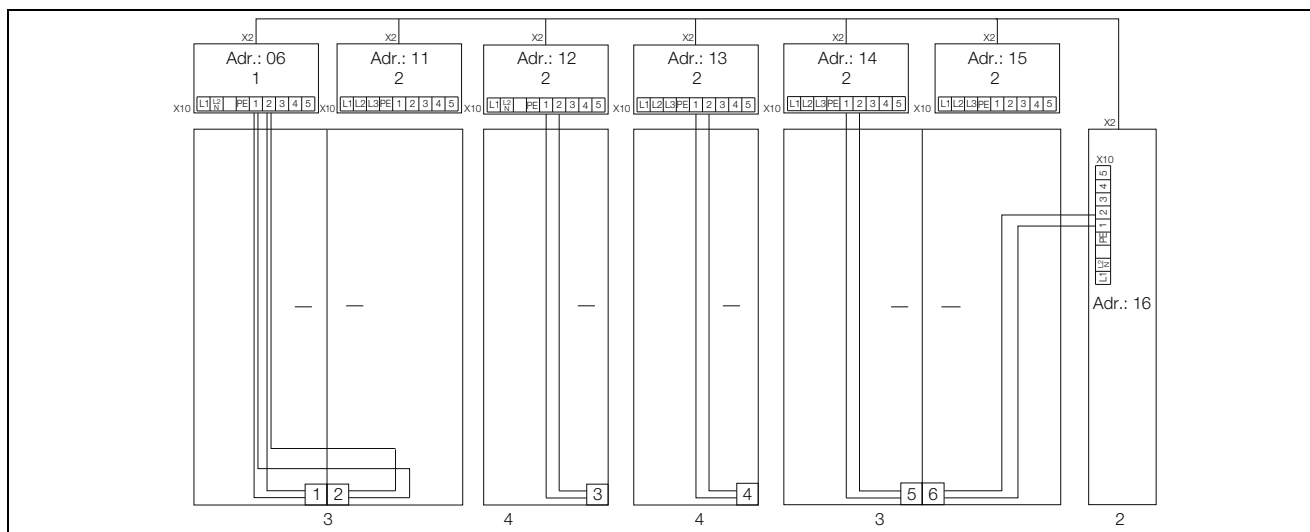 X2 X2 X2 X2 X2 X2
Adr.: 06 Adr.: 11 Adr.: 12 Adr.: 13 Adr.: 14 Adr.: 15
1 2 2 2 2 2
X10 L1 L2 N PE 1 2 3 4 5
X10 L1 L2 L3 PE 1 2 3 4 5
X10 L1 L2 N PE 1 2 3 4 5
X10 L1 L2 L3 PE 1 2 3 4 5
X10 L1 L2 L3 PE 1 2 3 4 5
X10 L1 L2 L3 PE 1 2 3 4 5
X2
X10
L1 L2 N PE 1 2 3 4 5
Adr.: 16
1 2 3 4 5 6
3 4 4 3 2